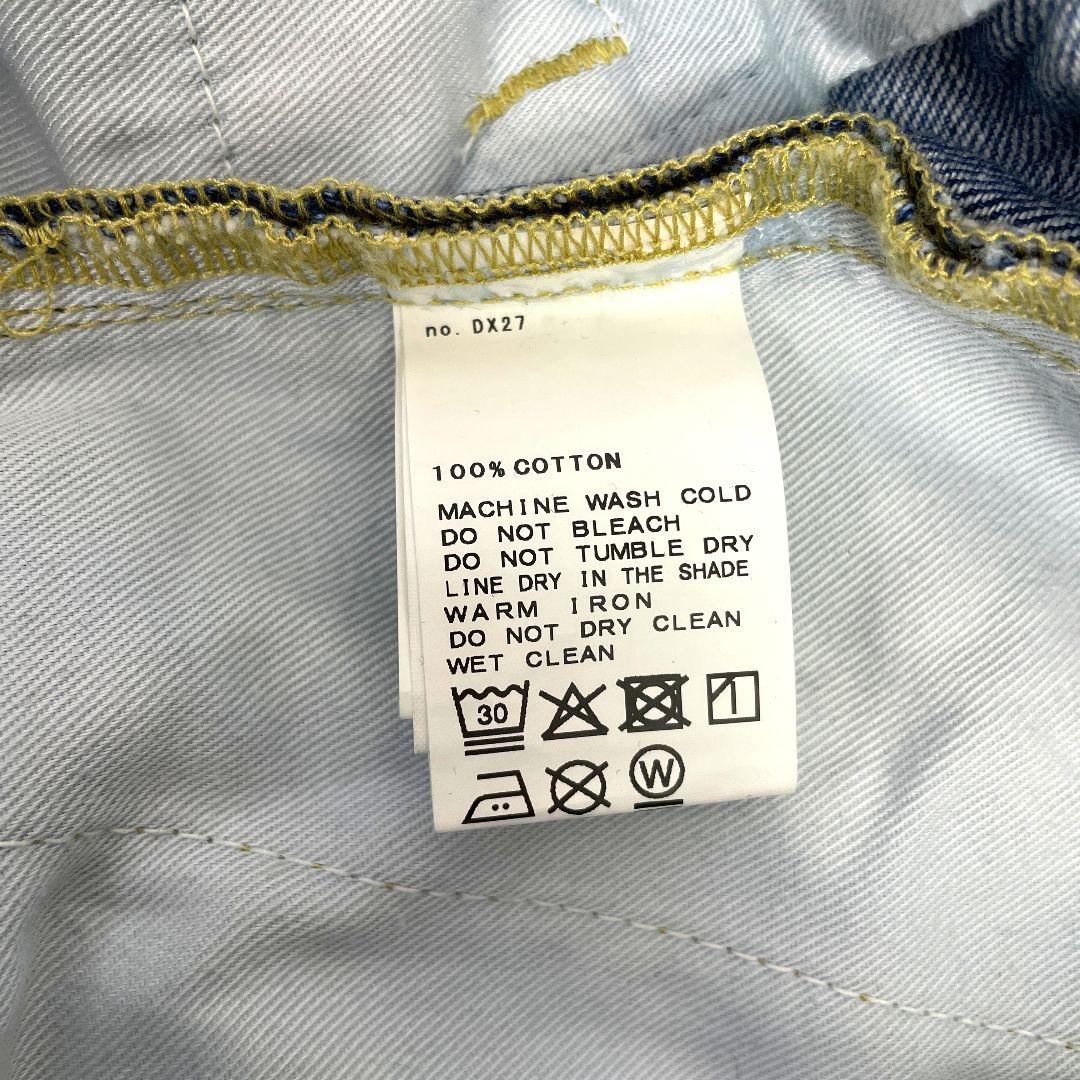 no. DX27
100% COTTON
MACHINE WASH COLD
DO NOT BLEACH
DO NOT TUMBLE DRY
LINE DRY IN THE SHADE
WARM IRON
DO NOT DRY CLEAN
WET CLEAN
30
W